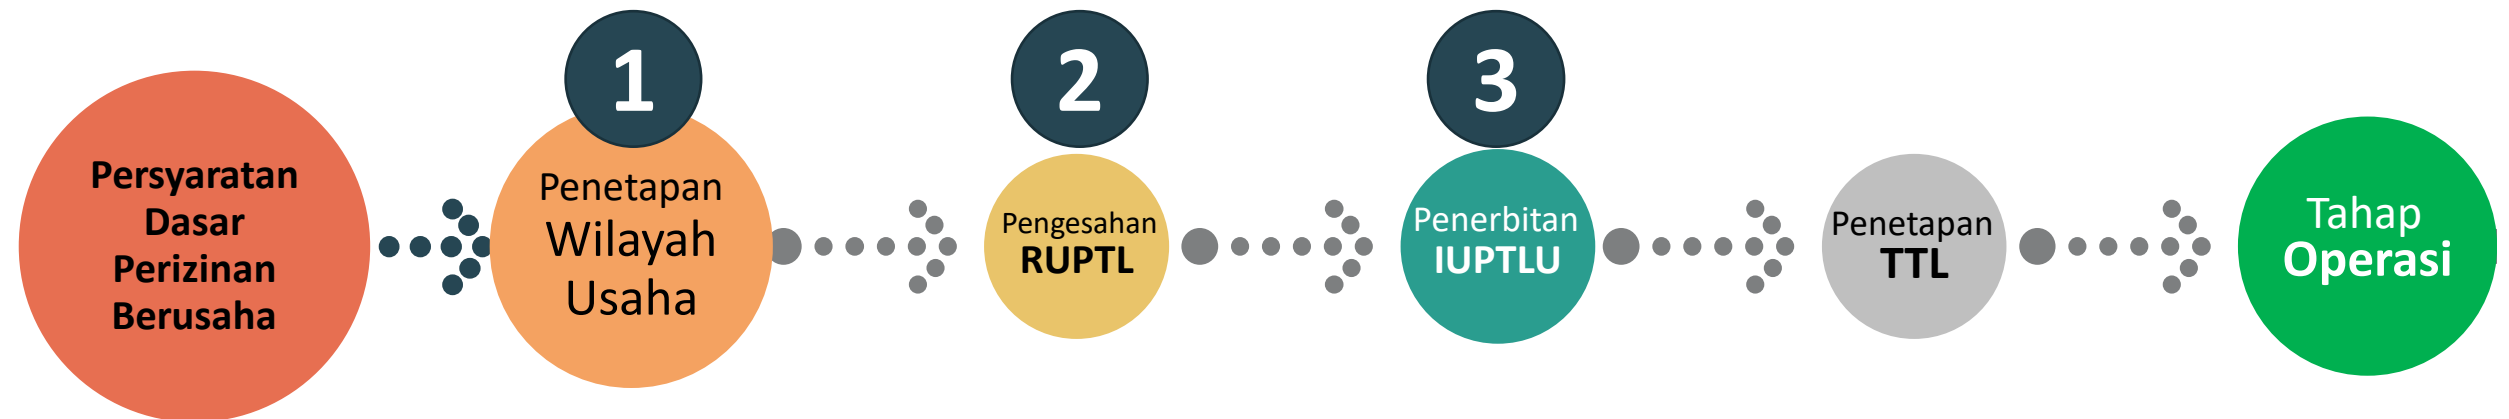 Persyaratan
Dasar
Perizinan
Berusaha
1
Penetapan
Wilayah
Usaha
2
Pengesahan
RUPTL
3
Penerbitan
IUPTLU
Penetapan
TTL
Tahap
Operasi